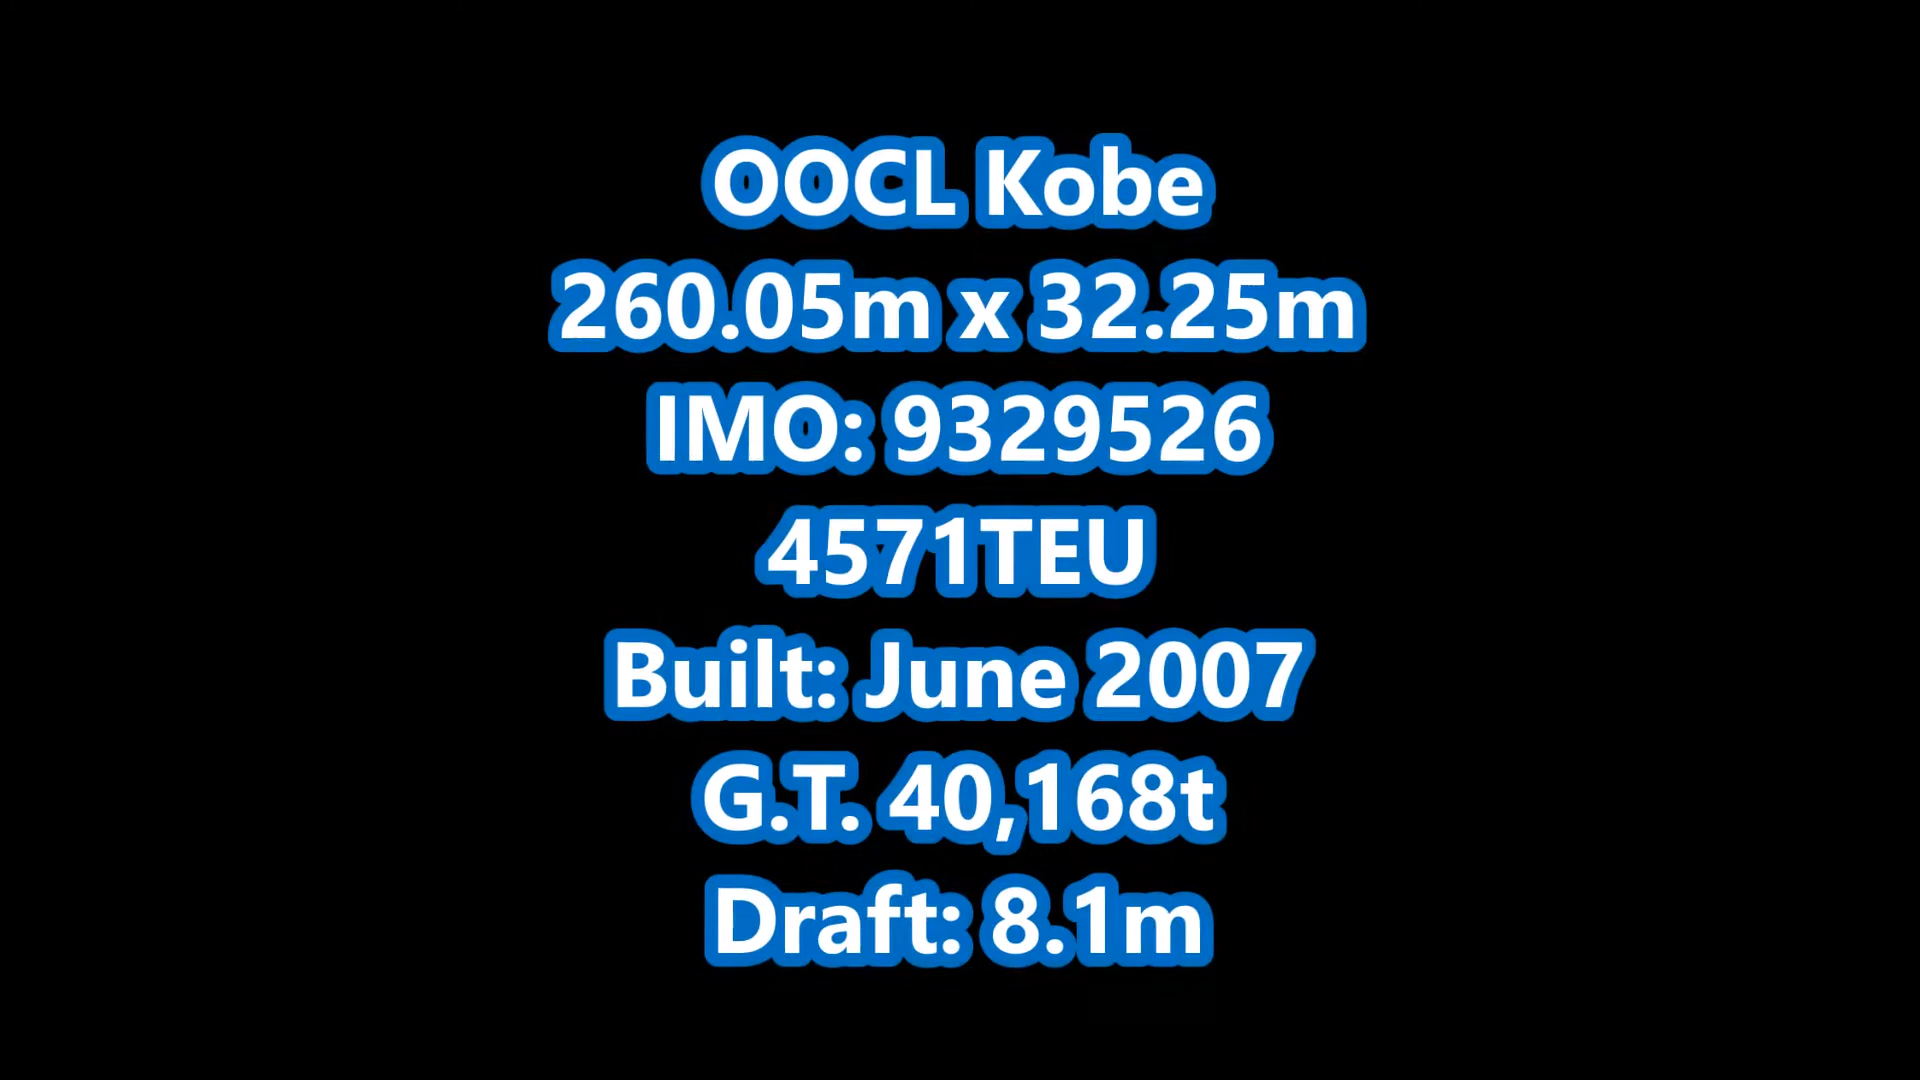 OOCL Kobe
260.05m x 32.25m
IMO: 9329526
4571TEU
Built: June 2007
G.T. 40,168t
Draft: 8.1m